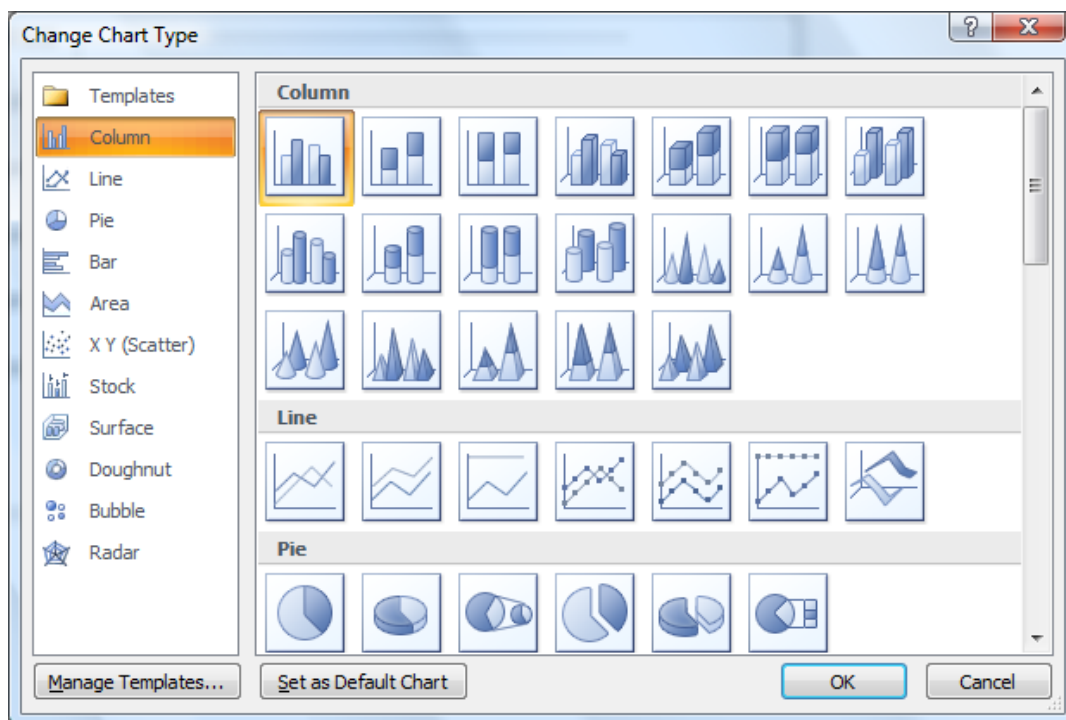 Change Chart Type
Templates
Column
Line
Pie
Bar
Area
X Y (Scatter)
Stock
Surface
Doughnut
Bubble
Radar
Column
Line
Pie
Manage Templates...
Set as Default Chart
OK
Cancel